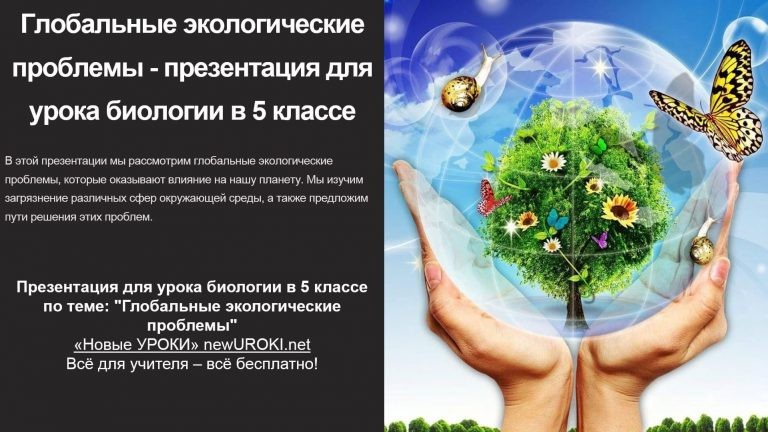 Глобальные экологические
проблемы - презентация для
урока биологии в 5 классе
В этой презентации мы рассмотрим глобальные экологические
проблемы, которые оказывают влияние на нашу планету. Мы изучим
загрязнение различных сфер окружающей среды, а также предложим
пути решения этих проблем.
Презентация для урока биологии в 5 классе
по теме: "Глобальные экологические
проблемы"
«Новые УРОКИ» newUROKI.net
Всё для учителя – всё бесплатно!